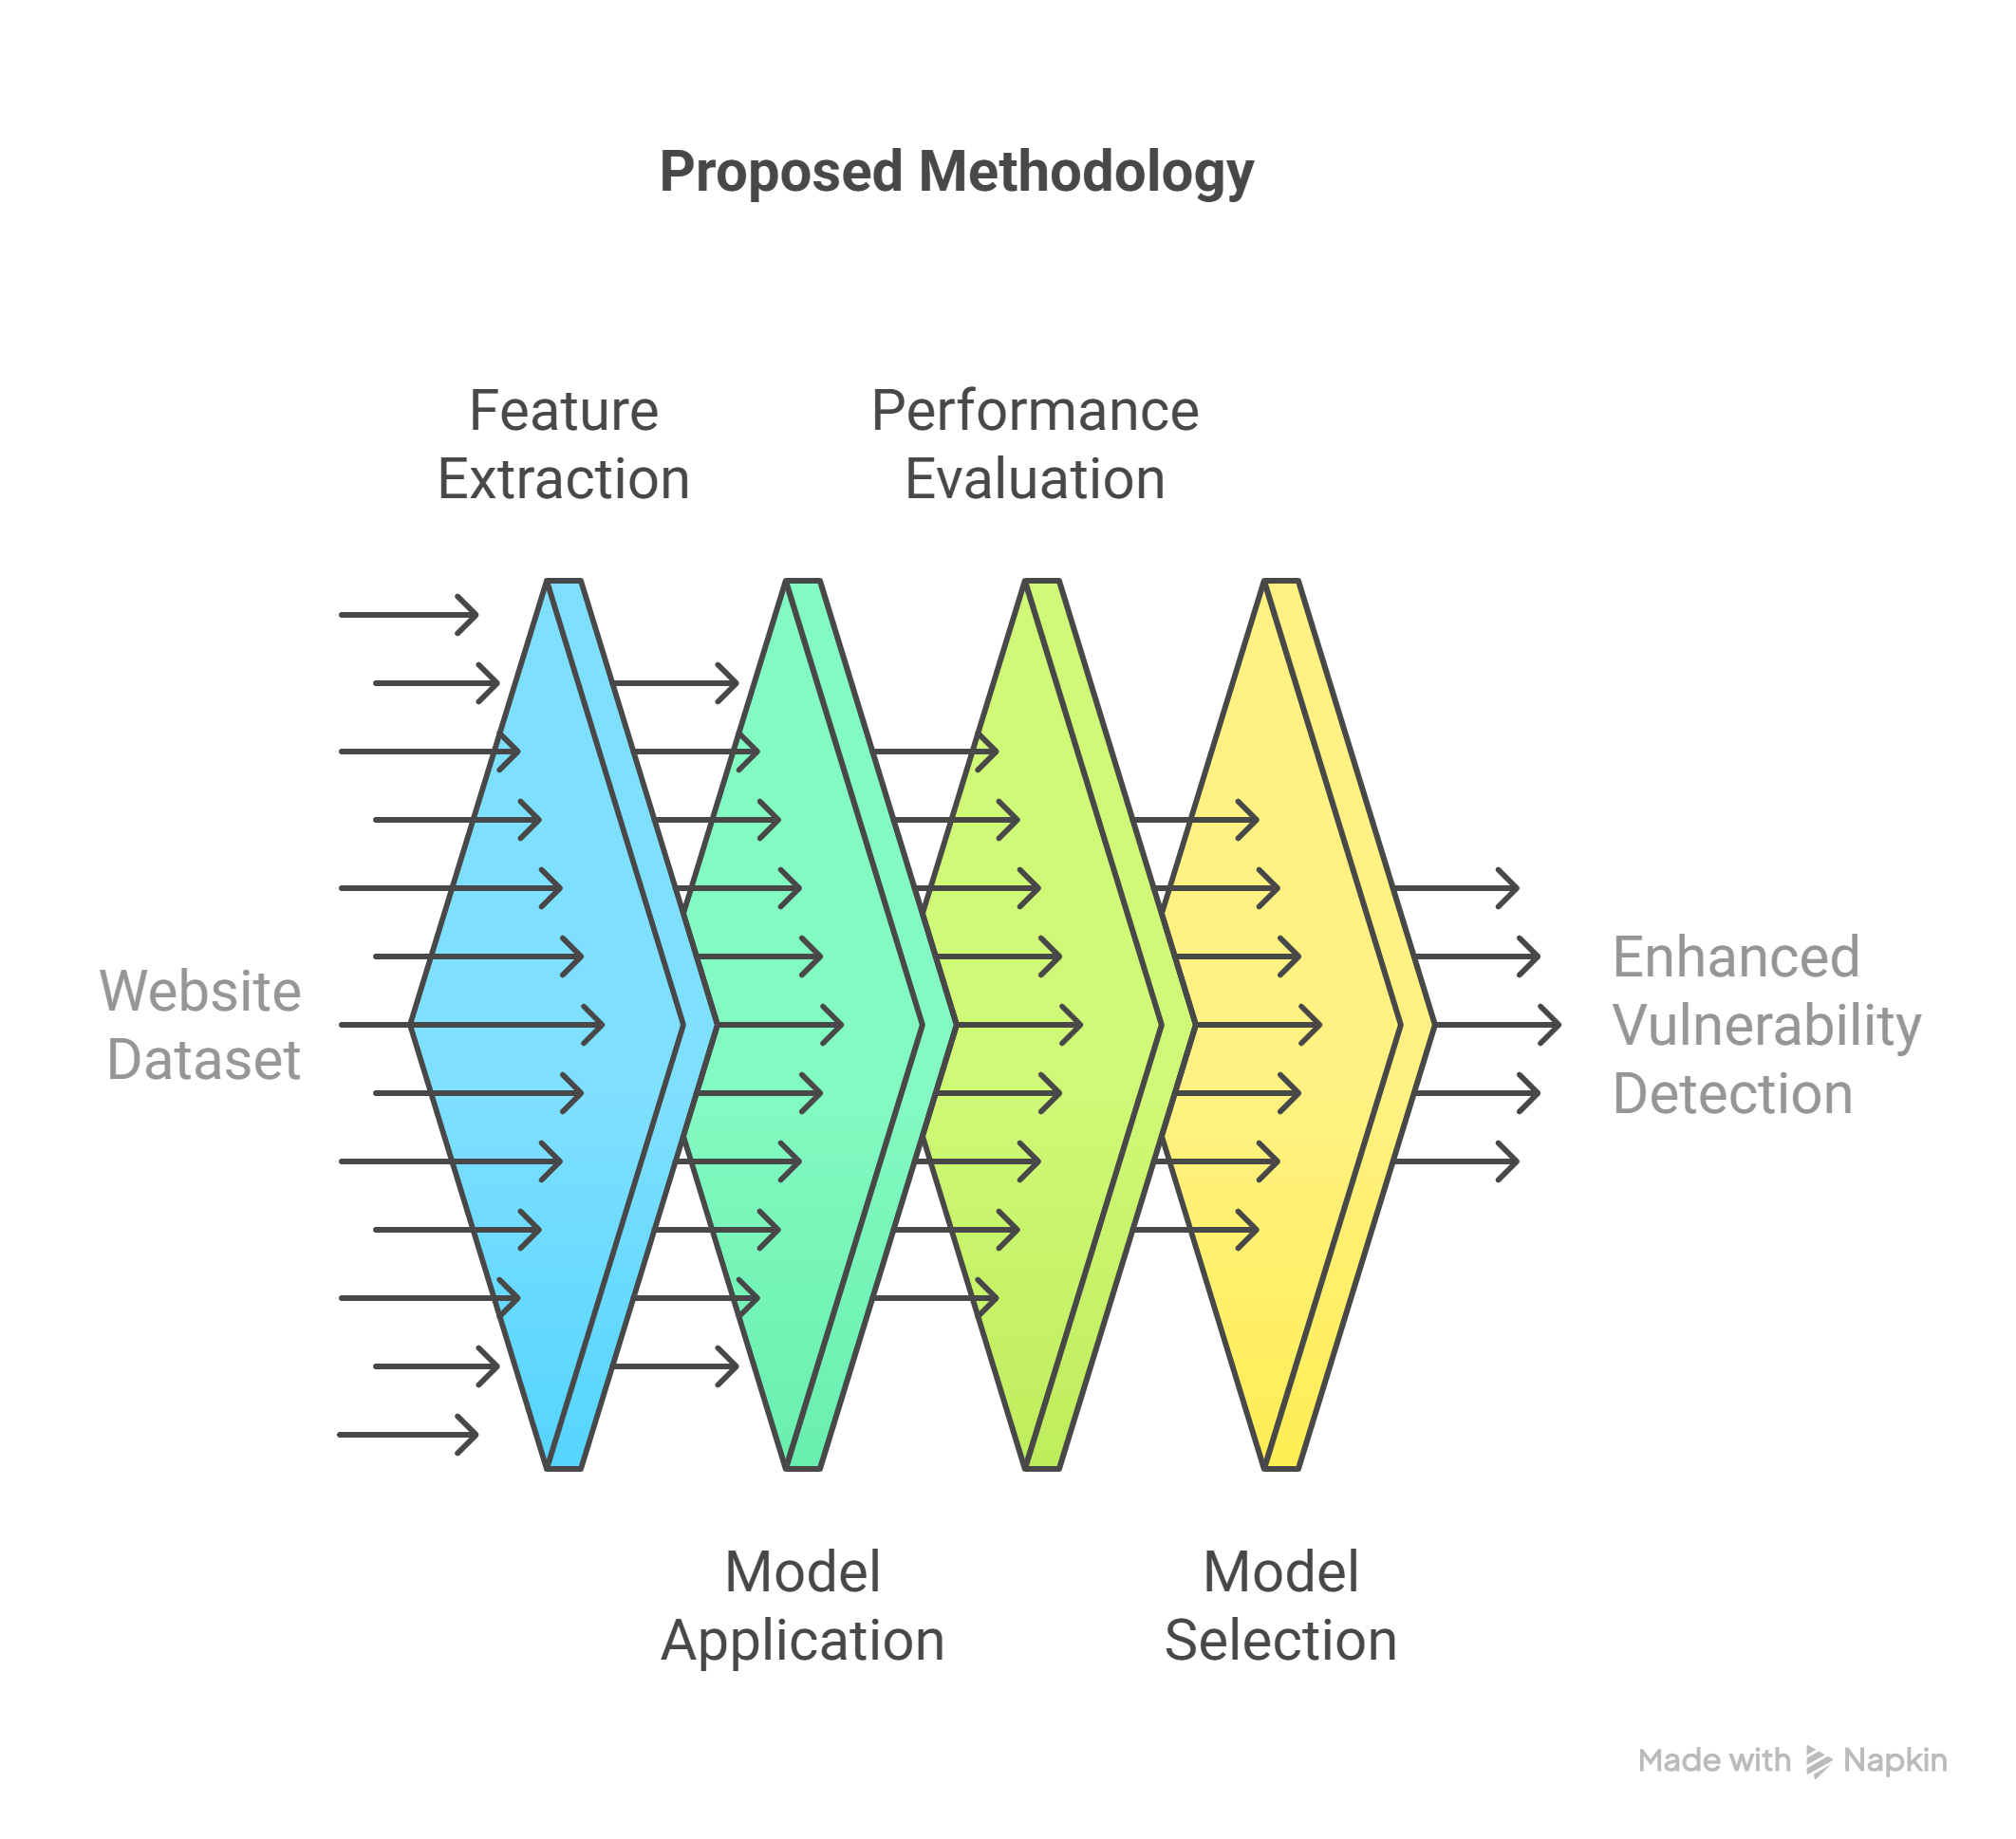 Proposed Methodology
Feature
Extraction
Performance
Evaluation
Website
Dataset
Enhanced
Vulnerability
Detection
Model
Application
Model
Selection
Made with Napkin